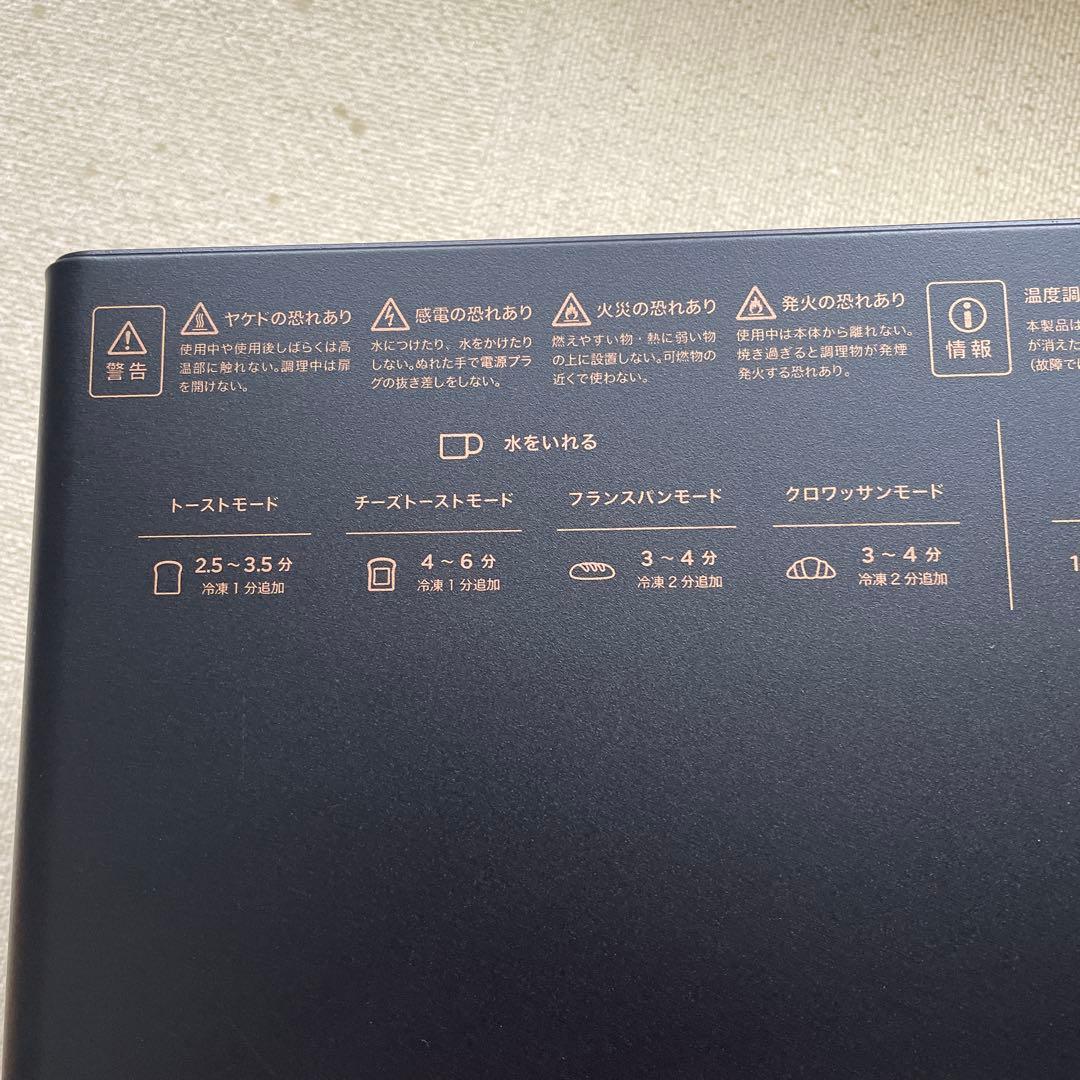 警告
ヤケドの恐れあり
使用中や使用後しばらくは高
温部に触れない。調理中は扉
を開けない。
感電の恐れあり
水につけたり、水をかけたり
しない。ぬれた手で電源プラ
グの抜き差しをしない。
火災の恐れあり
燃えやすい物・熱に弱い物
の上に設置しない。可燃物の
近くで使わない。
発火の恐れあり
使用中は本体から離れない。
焼き過ぎると調理物が発煙
発火する恐れあり。
情報
温度調
本製品は
が消えた
(故障では
水をいれる
トーストモード
2.5～3.5 分
冷凍 1 分追加
チーズトーストモード
4 ～ 6 分
冷凍 1 分追加
フランスパンモード
3 ～ 4 分
冷凍 2 分追加
クロワッサンモード
3 ～ 4 分
冷凍 2 分追加
1